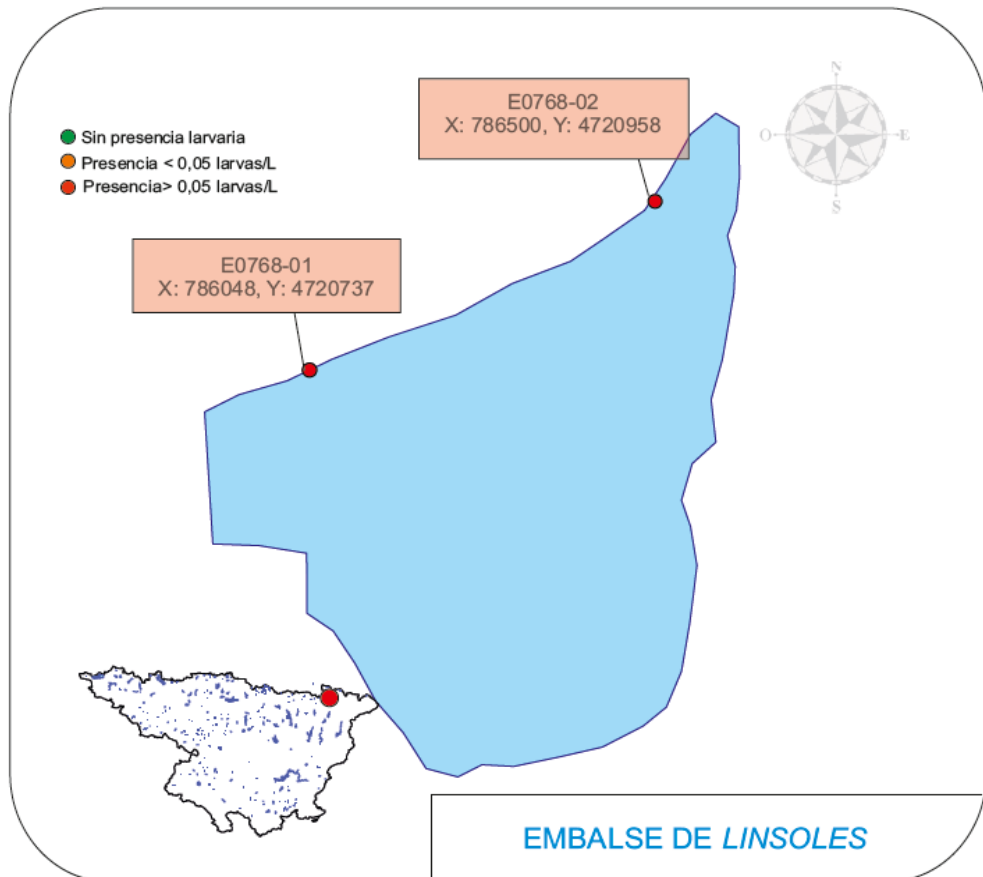 E0768-02
X: 786500, Y: 4720958
N
O
E
S
Sin presencia larvaria
Presencia < 0,05 larvas/L
Presencia> 0,05 larvas/L
E0768-01
X: 786048, Y: 4720737
EMBALSE DE LINSOLES